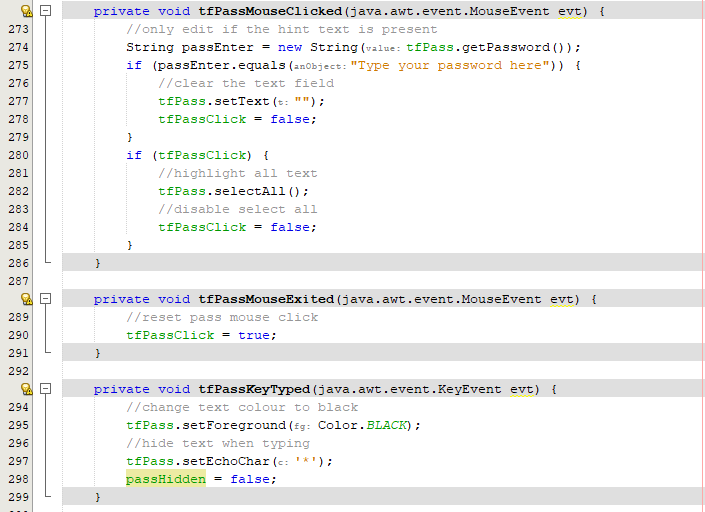 private void tfPassMouseClicked(java.awt.event.MouseEvent evt) {
273         //only edit if the hint text is present
274         String passEnter = new String(value: tfPass.getPassword());
275         if (passEnter.equals(anObject: "Type your password here")) {
276             //clear the text field
277             tfPass.setText(t: "");
278             tfPassClick = false;
279         }
280         if (tfPassClick) {
281             //highlight all text
282             tfPass.selectAll();
283             //disable select all
284             tfPassClick = false;
285         }
286     }
287
    private void tfPassMouseExited(java.awt.event.MouseEvent evt) {
289         //reset pass mouse click
290         tfPassClick = true;
291     }
292
    private void tfPassKeyTyped(java.awt.event.KeyEvent evt) {
294         //change text colour to black
295         tfPass.setForeground(fg: Color.BLACK);
296         //hide text when typing
297         tfPass.setEchoChar(c: '*');
298         passHidden = false;
299     }